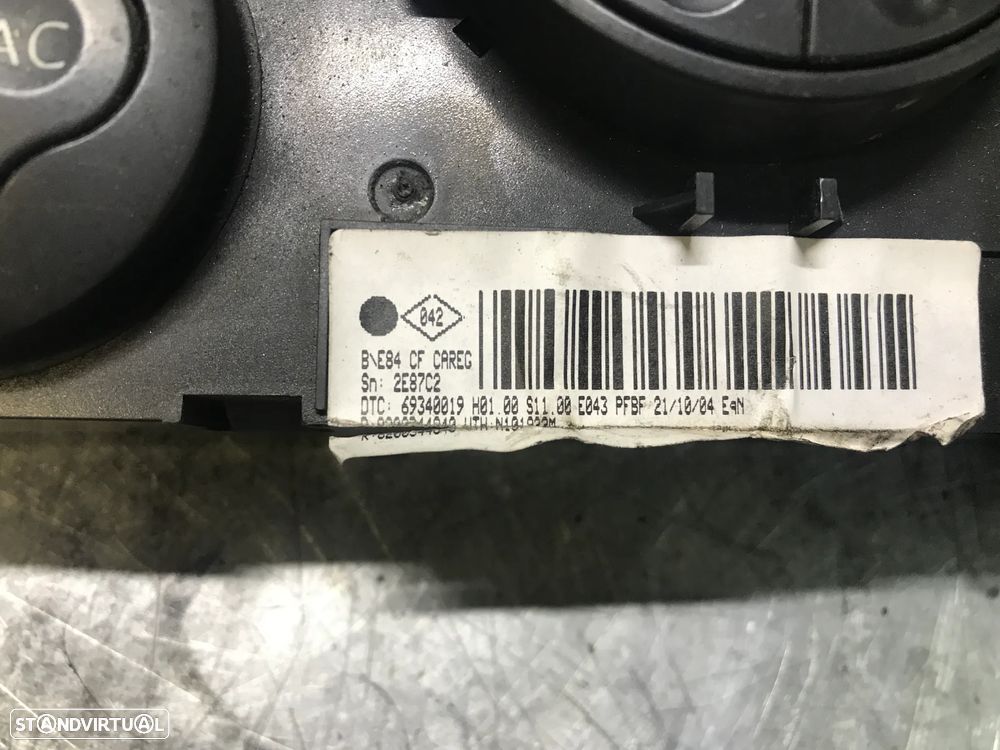 AC
042
B\E84 CF CAREG
Sn: 2E87C2
DTC: 69340019 H01.00 S11.00 E043 PFBF 21/10/04 EqN
STANDVIRTUAL